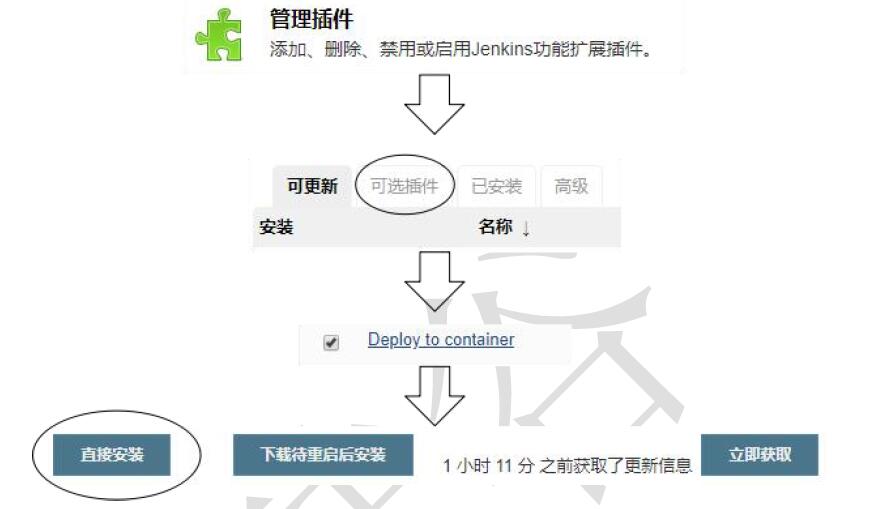 管理插件
添加、删除、禁用或启用Jenkins功能扩展插件。
可更新 可选插件 已安装 高级
安装 名称 ↓
Deploy to container
直接安装 下载待重启后安装 1 小时 11 分 之前获取了更新信息 立即获取